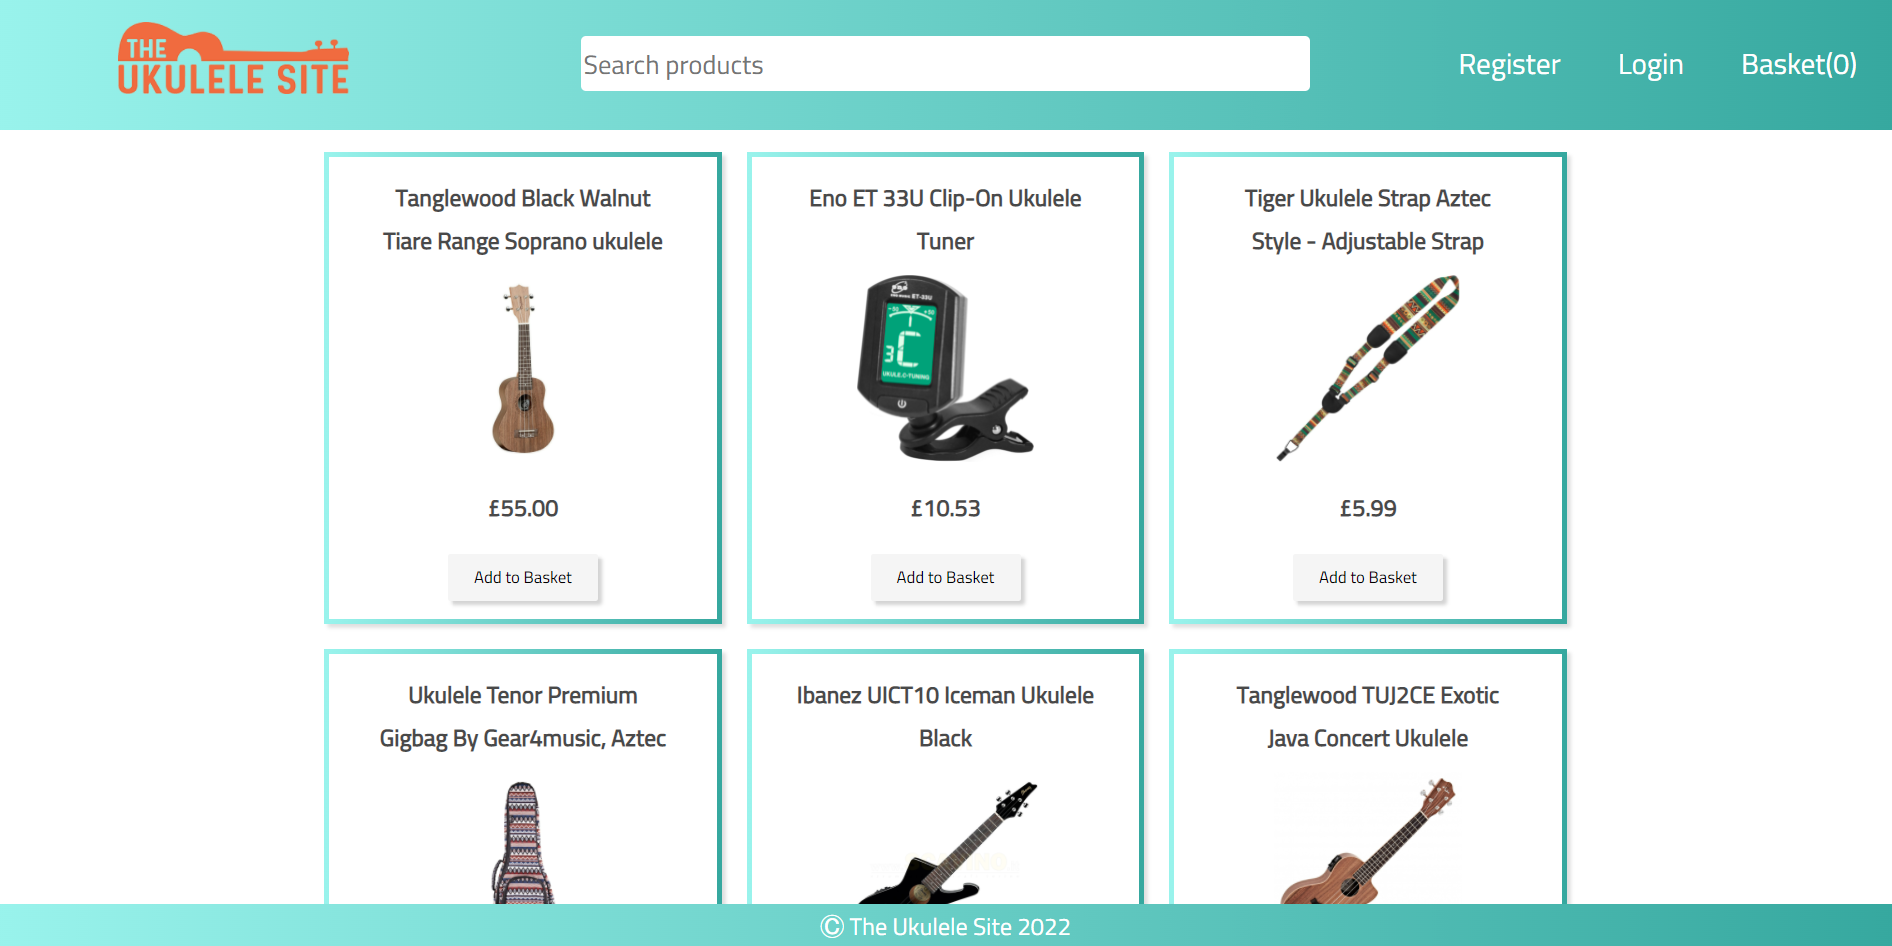 THE
UKULELE SITE
Search products
Register
Login
Basket(0)
Tanglewood Black Walnut
Tiare Range Soprano ukulele
£55.00
Add to Basket
Eno ET 33U Clip-On Ukulele
Tuner
ET-33U
-50
+50
3C
UKULE.C-TUNING
£10.53
Add to Basket
Tiger Ukulele Strap Aztec
Style - Adjustable Strap
£5.99
Add to Basket
Ukulele Tenor Premium
Gigbag By Gear4music, Aztec
Ibanez UICT10 Iceman Ukulele
Black
Tanglewood TUJ2CE Exotic
Java Concert Ukulele
© The Ukulele Site 2022